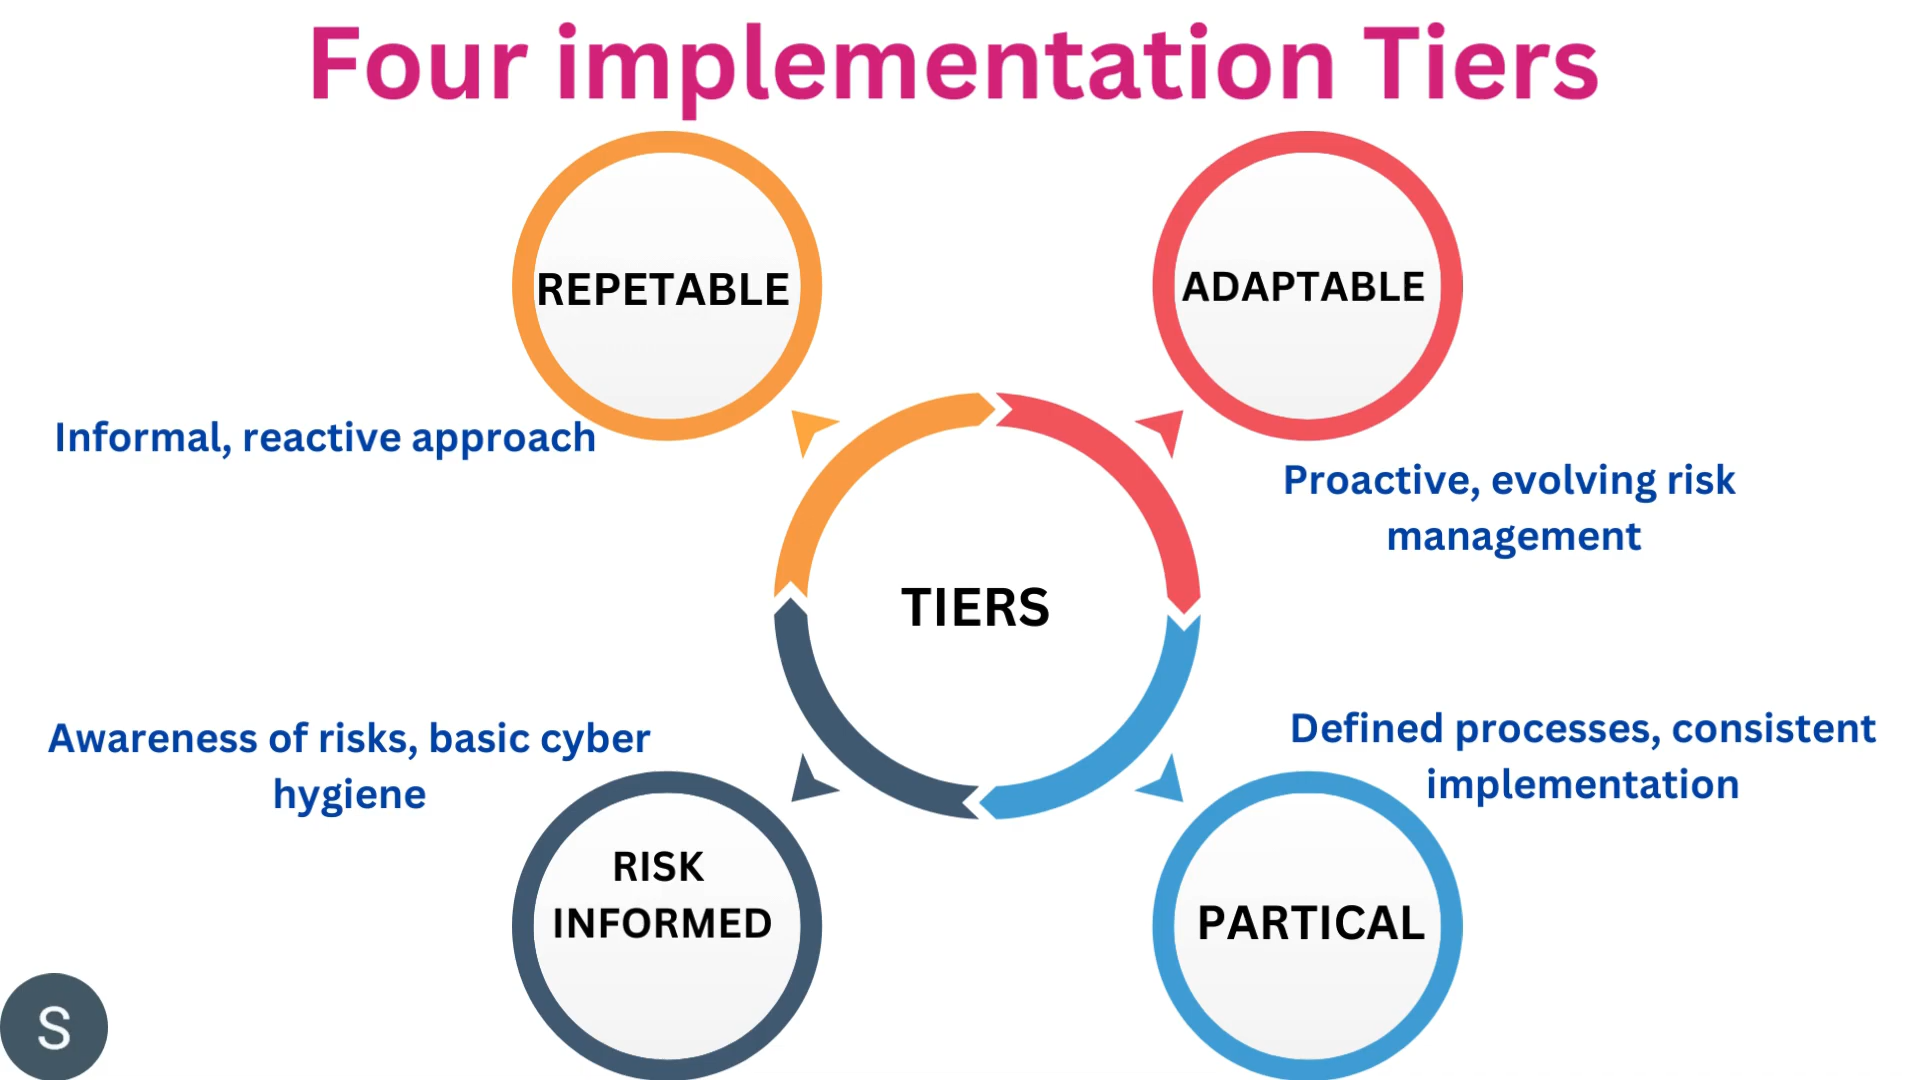 Four implementation Tiers
REPETABLE
ADAPTABLE
Informal, reactive approach
Proactive, evolving risk
management
TIERS
Awareness of risks, basic cyber
hygiene
Defined processes, consistent
implementation
RISK
INFORMED
PARTICAL
S